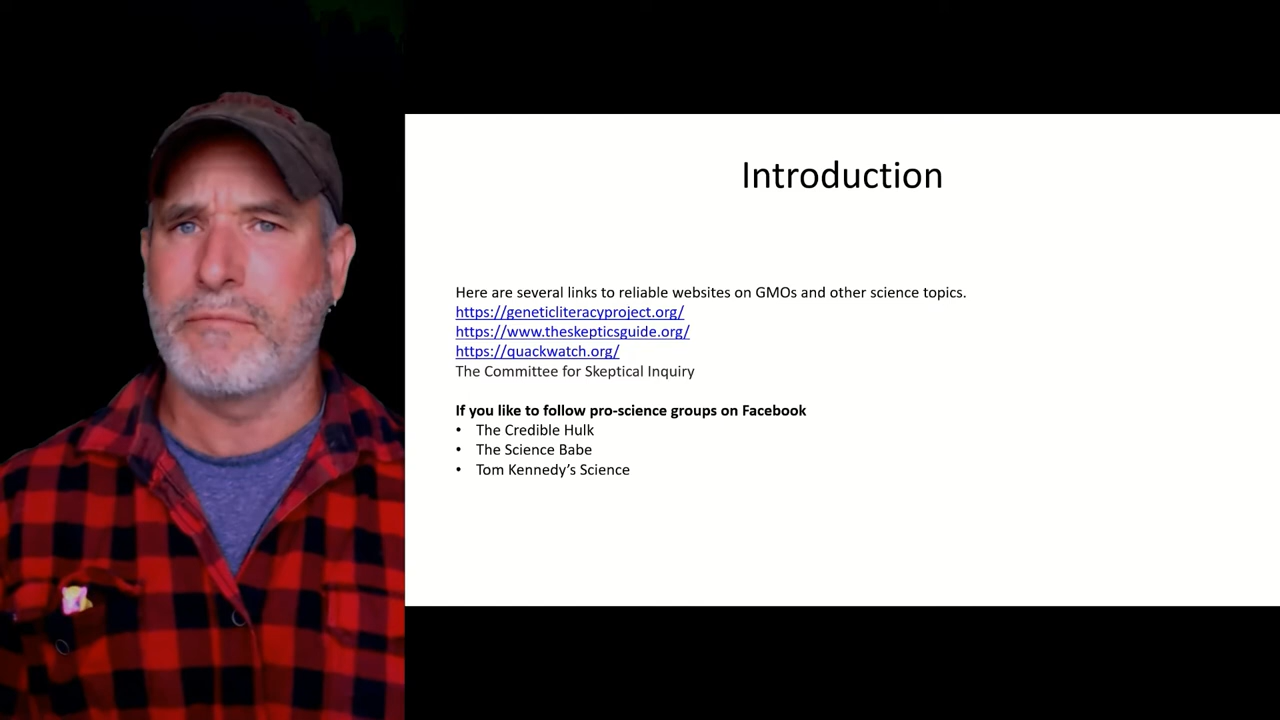 Introduction
Here are several links to reliable websites on GMOs and other science topics.
https://geneticliteracyproject.org/
https://www.theskepticsguide.org/
https://quackwatch.org/
The Committee for Skeptical Inquiry
If you like to follow pro-science groups on Facebook
• The Credible Hulk
• The Science Babe
• Tom Kennedy’s Science